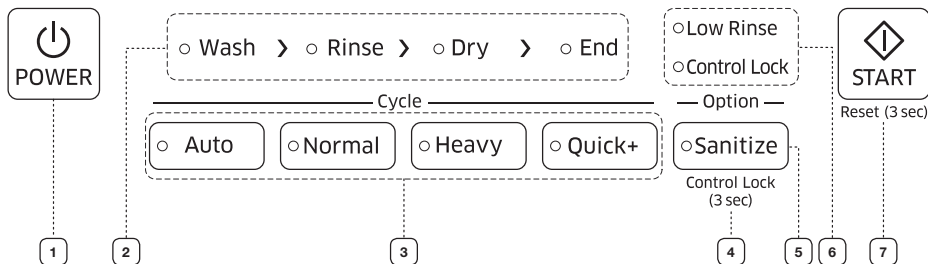 POWER
Wash > Rinse > Dry > End
Low Rinse
Control Lock
START
Reset (3 sec)
Cycle
Auto Normal Heavy Quick+
Option
Sanitize
Control Lock
(3 sec)
1 2 3 4 5 6 7